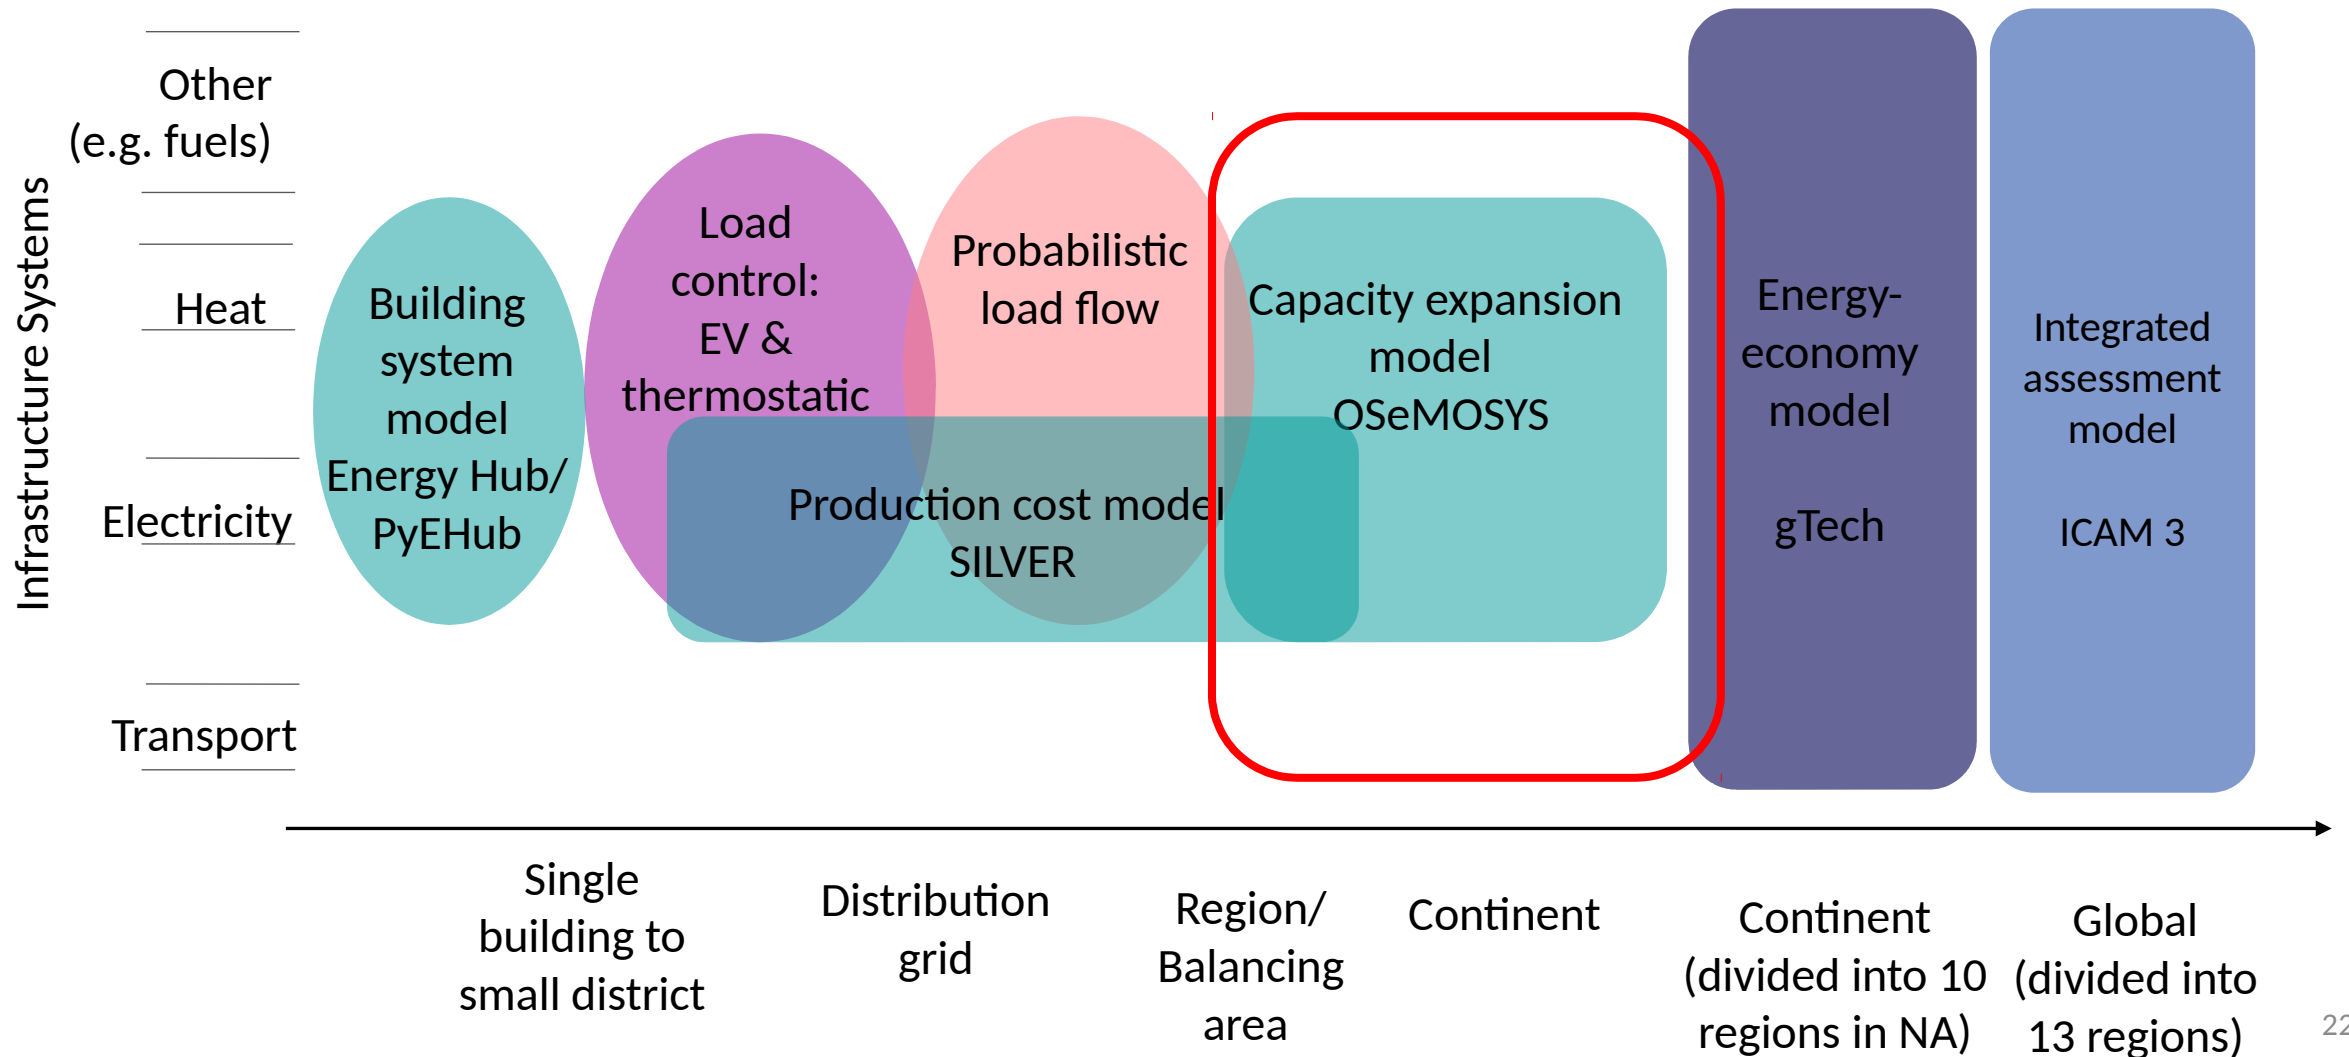 Infrastructure Systems
Other
(e.g. fuels)
Heat
Electricity
Transport
Building
system
model
Energy Hub/
PyEHub
Load
control:
EV &
thermostatic
Probabilistic
load flow
Production cost model
SILVER
Capacity expansion
model
OSeMOSYS
Energy-
economy
model
gTech
Integrated
assessment
model
ICAM 3
Single
building to
small district
Distribution
grid
Region/
Balancing
area
Continent
Continent
(divided into 10
regions in NA)
Global
(divided into
13 regions)
22